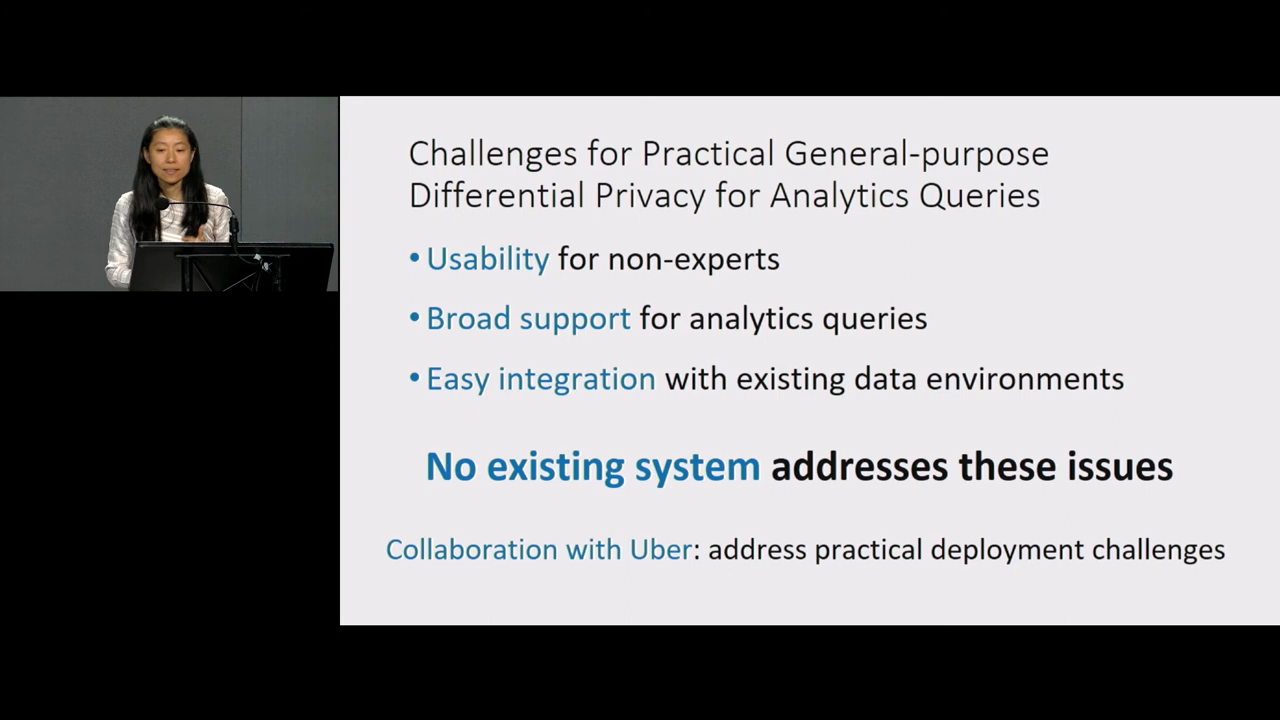 Challenges for Practical General-purpose
Differential Privacy for Analytics Queries
• Usability for non-experts
• Broad support for analytics queries
• Easy integration with existing data environments
No existing system addresses these issues
Collaboration with Uber: address practical deployment challenges